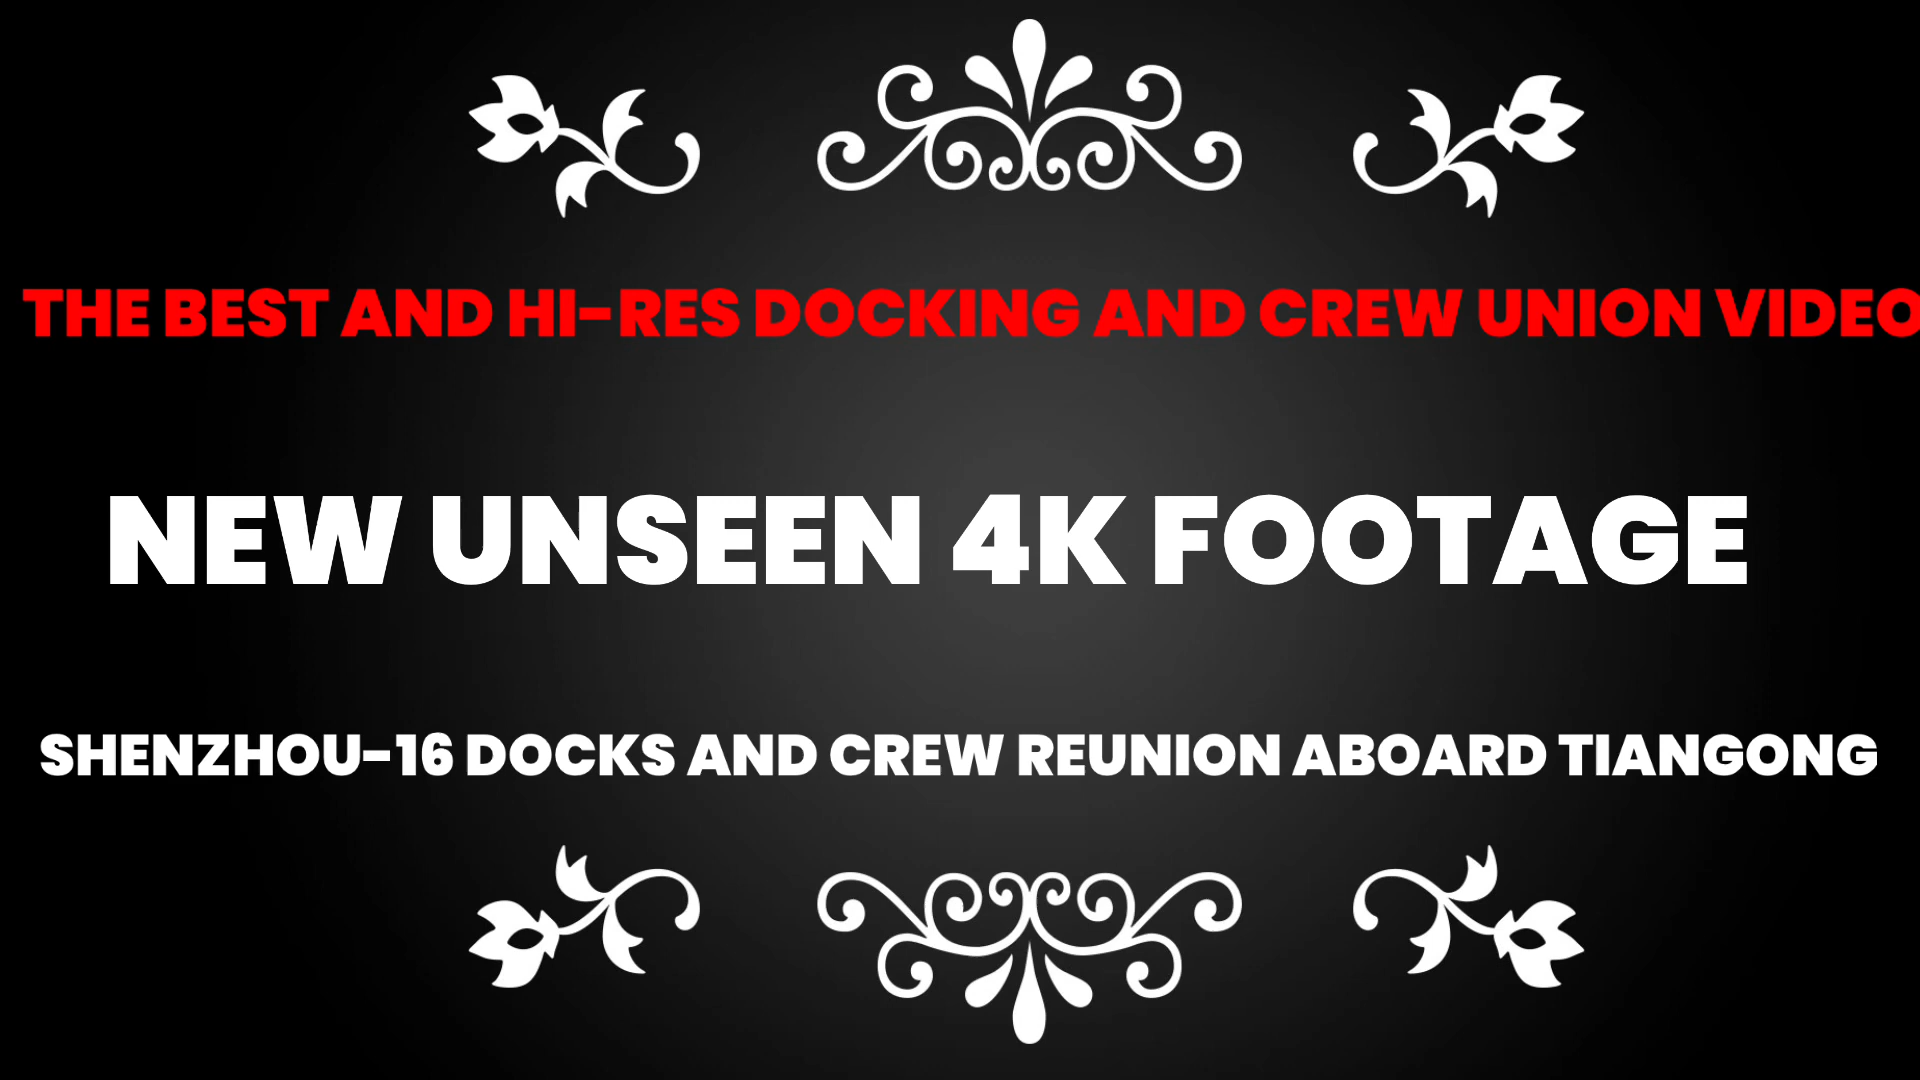 THE BEST AND HI-RES DOCKING AND CREW UNION VIDEO
NEW UNSEEN 4K FOOTAGE
SHENZHOU-16 DOCKS AND CREW REUNION ABOARD TIANGONG